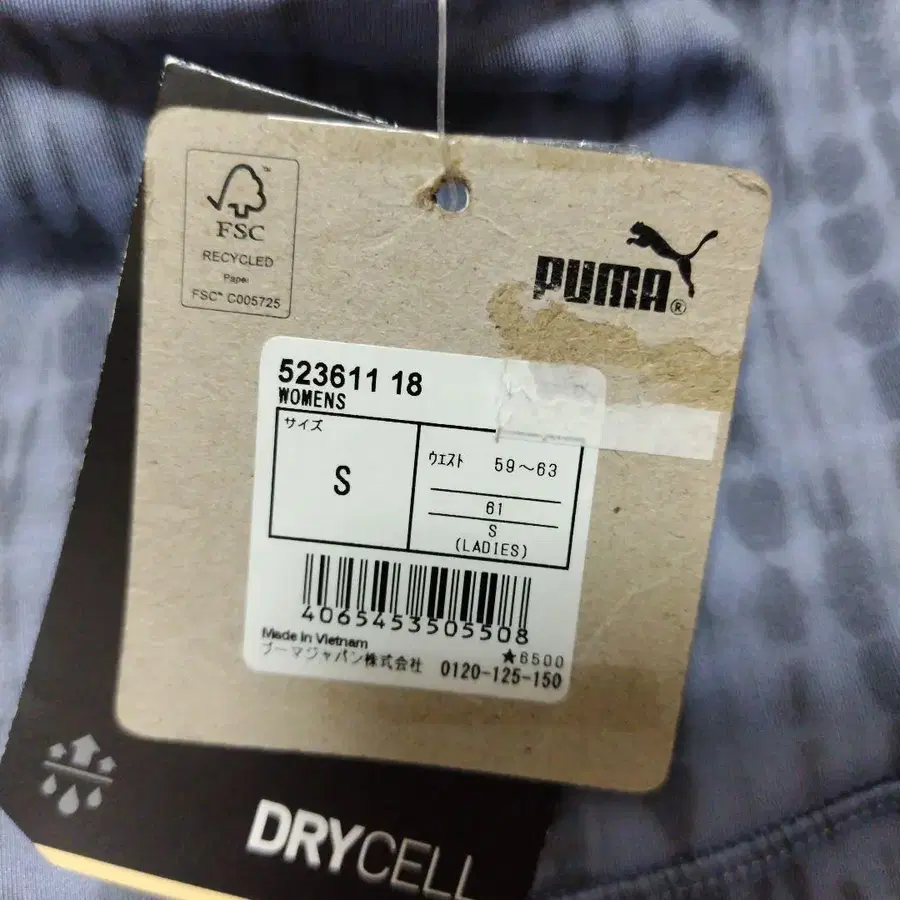 FSC
RECYCLED
Paper
FSC™ C005725
PUMA®
523611 18
WOMENS
サイズ
S
ウエスト 59～63
61
S
(LADIES)
4065453505508
Made in Vietnam
★6500
プーマジャパン株式会社 0120-125-150
DRYCELL